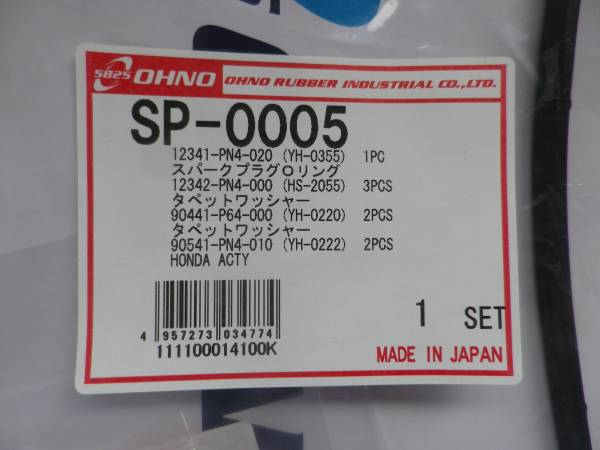 5825 OHNO OHNO RUBBER INDUSTRIAL CO.,LTD.
SP-0005
12341-PN4-020 (YH-0355) 1PC
スパークプラグOリング
12342-PN4-000 (HS-2055) 3PCS
タペットワッシャー
90441-P64-000 (YH-0220) 2PCS
タペットワッシャー
90541-PN4-010 (YH-0222) 2PCS
HONDA ACTY
4 957273 034774
111100014100K
1 SET
MADE IN JAPAN